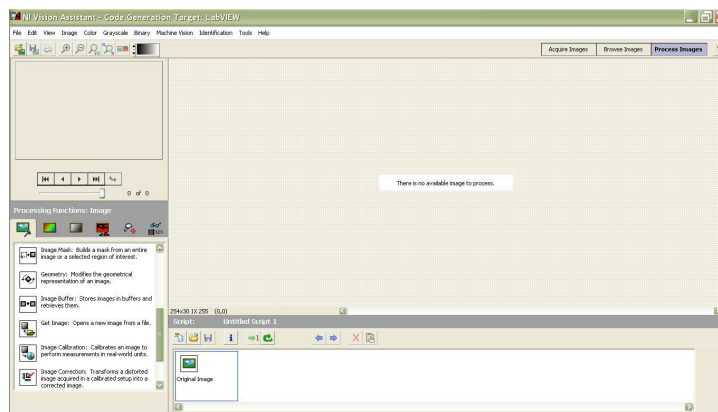 NI Vision Assistant - Code Generation Target: LabVIEW
File Edit View Image Color Grayscale Binary Machine Vision Identification Tools Help
Acquire Images Browse Images Process Images
There is no available image to process.
0 of 0
Processing Functions: Image
Image Mask: Builds a mask from an entire
image or a selected region of interest.
Geometry: Modifies the geometrical
representation of an image.
Image Buffer: Stores images in buffers and
retrieves them.
Get Image: Opens a new image from a file.
Image Calibration: Calibrates an image to
perform measurements in real-world units.
Image Correction: Transforms a distorted
image acquired in a calibrated setup into a
corrected image.
254x30 1X 255 (0,0)
Script: Untitled Script 1
Original Image